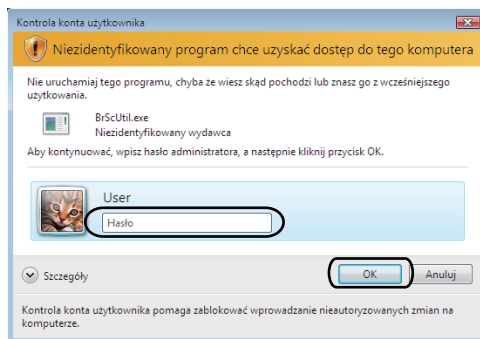 Kontrola konta użytkownika
Niezidentyfikowany program chce uzyskać dostęp do tego komputera
Nie uruchamiaj tego programu, chyba że wiesz skąd pochodzi lub znasz go z wcześniejszego
użytkowania.
BrScUtil.exe
Niezidentyfikowany wydawca
Aby kontynuować, wpisz hasło administratora, a następnie kliknij przycisk OK.
User
Hasło
Szczegóły
OK
Anuluj
Kontrola konta użytkownika pomaga zablokować wprowadzanie nieautoryzowanych zmian na
komputerze.